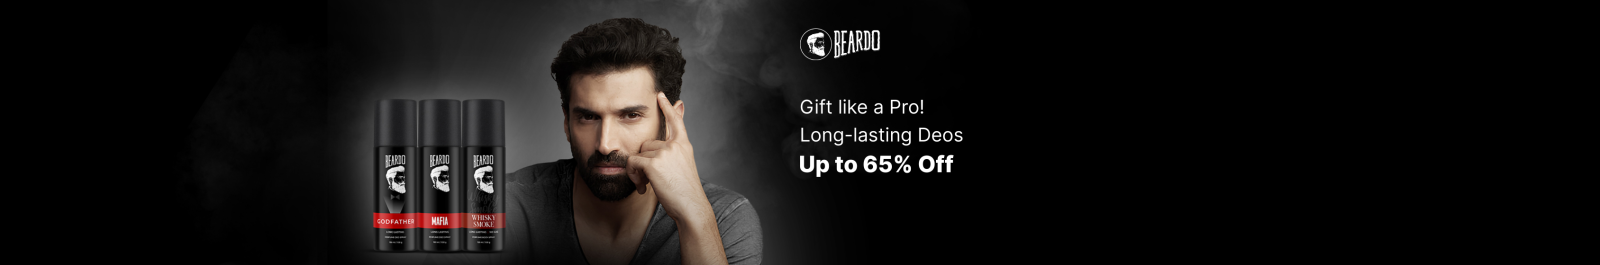 BEARDO
Gift like a Pro!
Long-lasting Deos
Up to 65% Off
BEARDO
GODFATHER
BEARDO
MAFIA
BEARDO
WHISKY
SMOKE